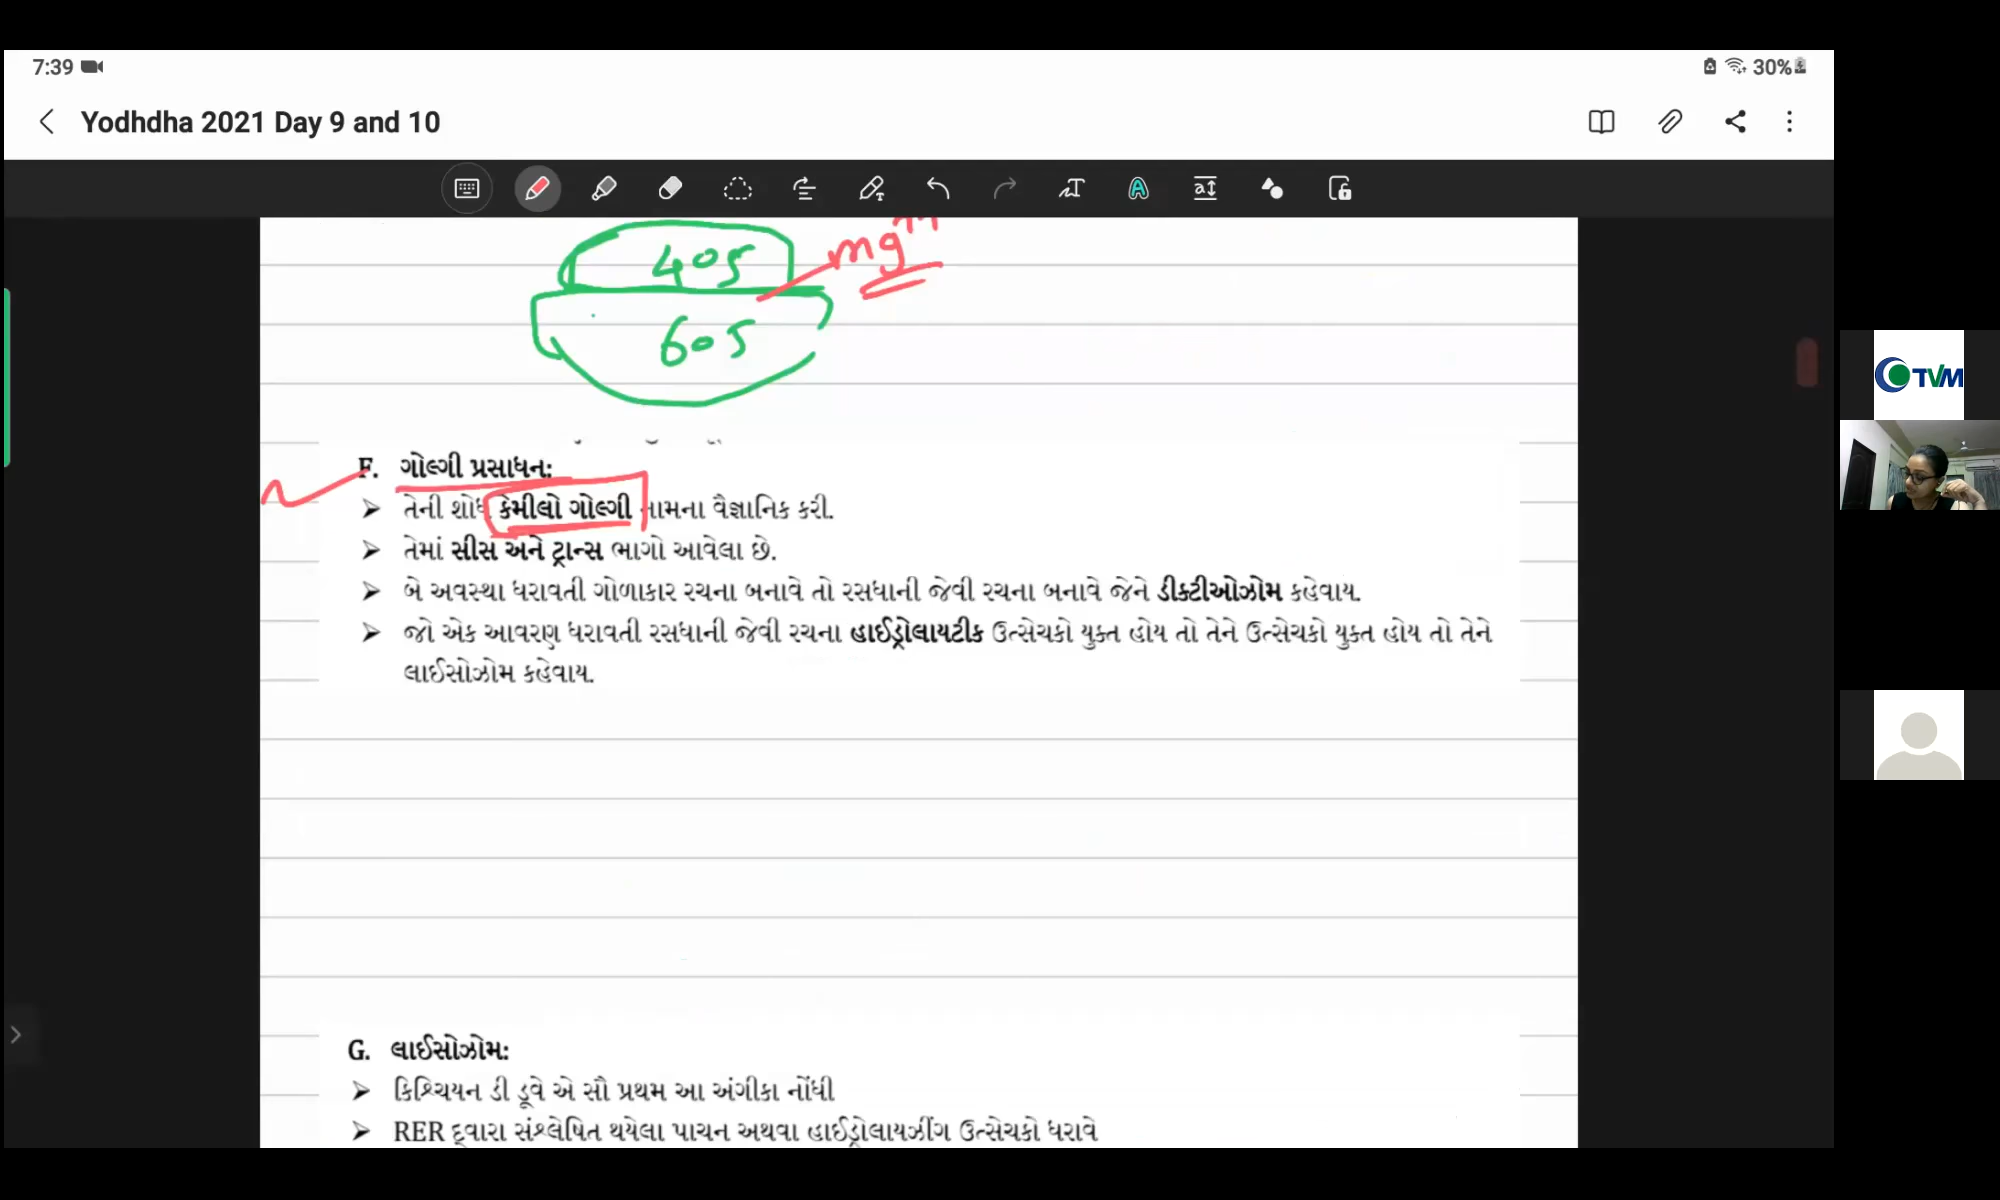 7:39
30%
Yodhdha 2021 Day 9 and 10
40S
mg++
60S
F. ગોલ્ગી પ્રસાધન:
➤ તેની શોધ કેમીલો ગોલ્ગી નામના વૈજ્ઞાનિક કરી.
➤ તેમાં સીસ અને ટ્રાન્સ ભાગો આવેલા છે.
➤ બે અવસ્થા ધરાવતી ગોળાકાર રચના બનાવે તો રસધાની જેવી રચના બનાવે જેને ડીક્ટીઓઝોમ કહેવાય.
➤ જો એક આવરણ ધરાવતી રસધાની જેવી રચના હાઈડ્રોલાયટીક ઉત્સેચકો યુક્ત હોય તો તેને ઉત્સેચકો યુક્ત હોય તો તેને
લાઈસોઝોમ કહેવાય.
G. લાઈસોઝોમ:
➤ ક્રિશ્ચિયન ડી ડૂવે એ સૌ પ્રથમ આ અંગીકા નોંધી
➤ RER દ્વારા સંશ્લેષિત થયેલા પાચન અથવા હાઈડ્રોલાયઝીંગ ઉત્સેચકો ધરાવે
TVM